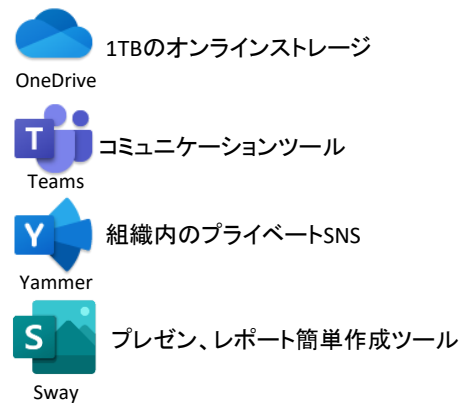 1TBのオンラインストレージ
OneDrive
T
コミュニケーションツール
Teams
Y
組織内のプライベートSNS
Yammer
S
プレゼン、レポート簡単作成ツール
Sway